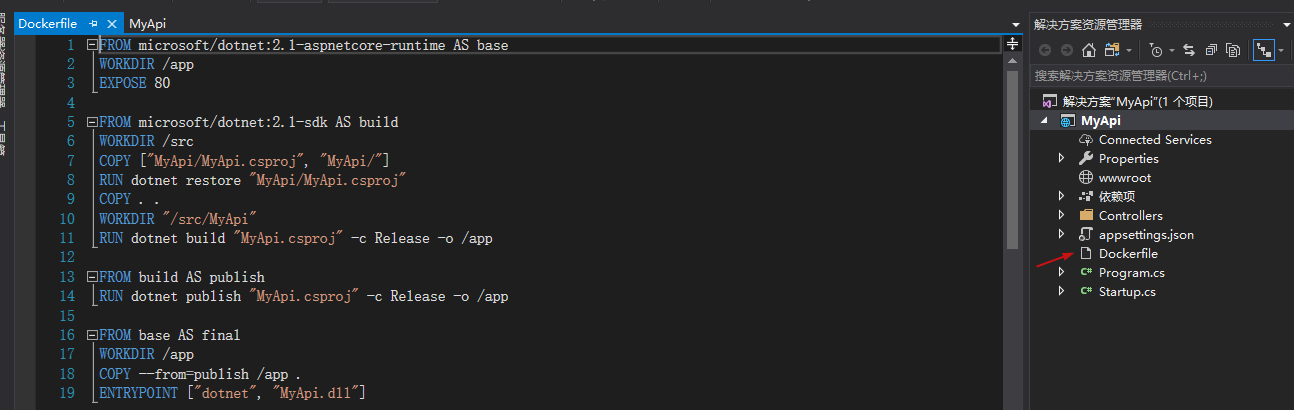 Dockerfile
MyApi
1 FROM microsoft/dotnet:2.1-aspnetcore-runtime AS base
2 WORKDIR /app
3 EXPOSE 80
4
5 FROM microsoft/dotnet:2.1-sdk AS build
6 WORKDIR /src
7 COPY ["MyApi/MyApi.csproj", "MyApi/"]
8 RUN dotnet restore "MyApi/MyApi.csproj"
9 COPY . .
10 WORKDIR "/src/MyApi"
11 RUN dotnet build "MyApi.csproj" -c Release -o /app
12
13 FROM build AS publish
14 RUN dotnet publish "MyApi.csproj" -c Release -o /app
15
16 FROM base AS final
17 WORKDIR /app
18 COPY --from=publish /app .
19 ENTRYPOINT ["dotnet", "MyApi.dll"]
解决方案资源管理器
搜索解决方案资源管理器(Ctrl+;)
解决方案"MyApi"(1 个项目)
MyApi
Connected Services
Properties
wwwroot
依赖项
Controllers
appsettings.json
Dockerfile
Program.cs
Startup.cs